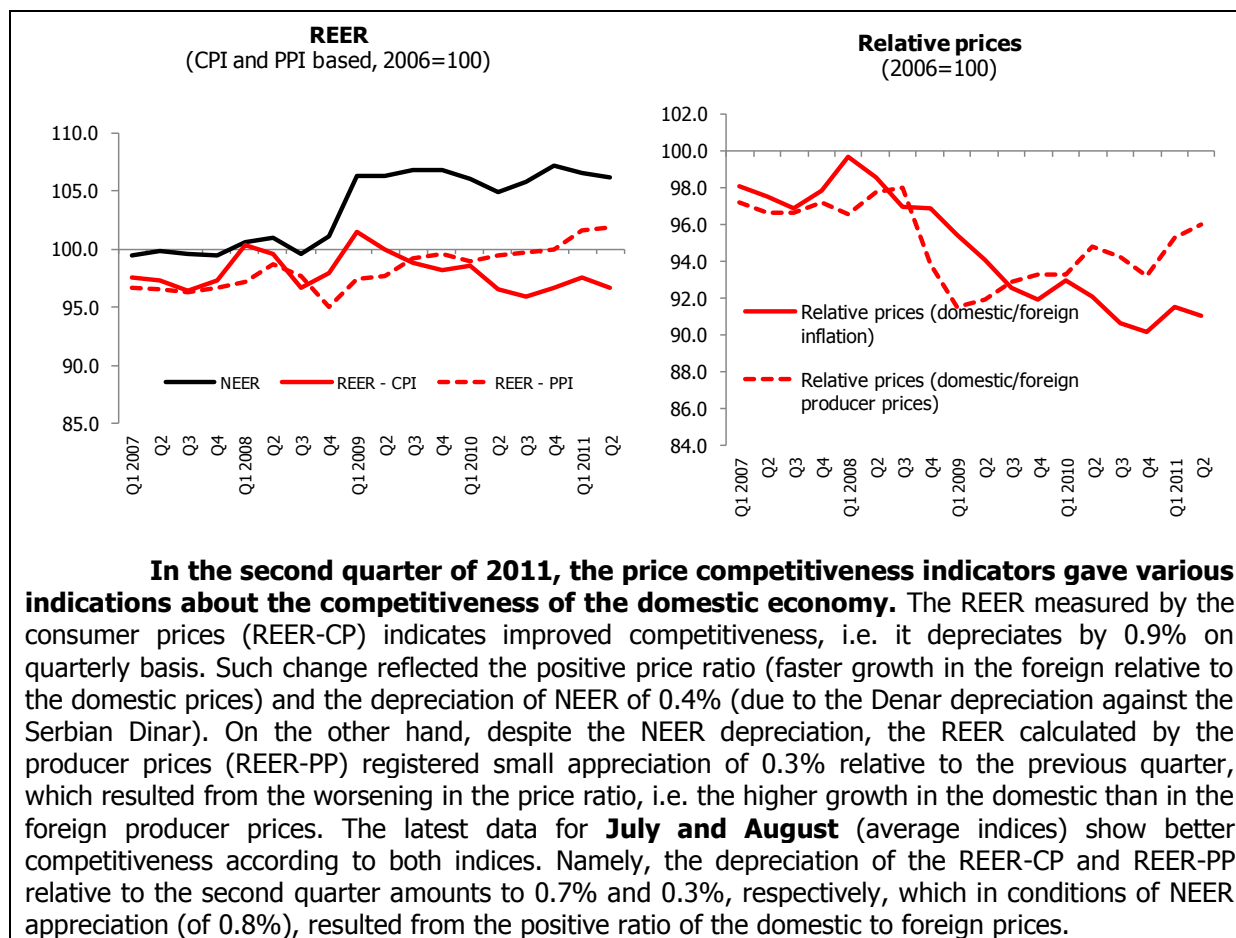 REER
(CPI and PPI based, 2006=100)
110.0
105.0
100.0
95.0
90.0
85.0
NEER
REER - CPI
REER - PPI
Q1 2007
Q2
Q3
Q4
Q1 2008
Q2
Q3
Q4
Q1 2009
Q2
Q3
Q4
Q1 2010
Q2
Q3
Q4
Q1 2011
Q2
Relative prices
(2006=100)
102.0
100.0
98.0
96.0
94.0
92.0
90.0
88.0
86.0
84.0
Relative prices (domestic/foreign
inflation)
Relative prices (domestic/foreign
producer prices)
Q1 2007
Q2
Q3
Q4
Q1 2008
Q2
Q3
Q4
Q1 2009
Q2
Q3
Q4
Q1 2010
Q2
Q3
Q4
Q1 2011
Q2
In the second quarter of 2011, the price competitiveness indicators gave various
indications about the competitiveness of the domestic economy. The REER measured by the
consumer prices (REER-CP) indicates improved competitiveness, i.e. it depreciates by 0.9% on
quarterly basis. Such change reflected the positive price ratio (faster growth in the foreign relative to
the domestic prices) and the depreciation of NEER of 0.4% (due to the Denar depreciation against the
Serbian Dinar). On the other hand, despite the NEER depreciation, the REER calculated by the
producer prices (REER-PP) registered small appreciation of 0.3% relative to the previous quarter,
which resulted from the worsening in the price ratio, i.e. the higher growth in the domestic than in the
foreign producer prices. The latest data for July and August (average indices) show better
competitiveness according to both indices. Namely, the depreciation of the REER-CP and REER-PP
relative to the second quarter amounts to 0.7% and 0.3%, respectively, which in conditions of NEER
appreciation (of 0.8%), resulted from the positive ratio of the domestic to foreign prices.